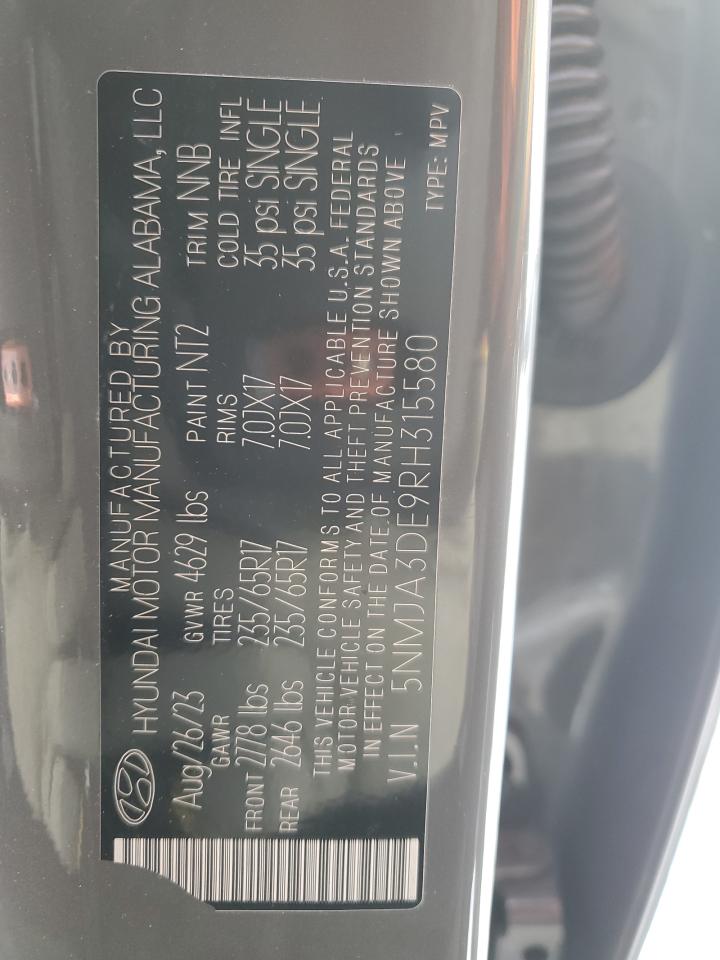 MANUFACTURED BY
HYUNDAI MOTOR MANUFACTURING ALABAMA, LLC
Aug/26/23 GVWR 4629 lbs PAINT NT2 TRIM NNB
GAWR TIRES RIMS COLD TIRE INFL
FRONT 2778 lbs 235/65R17 7.0JX17 35 psi SINGLE
REAR 2646 lbs 235/65R17 7.0JX17 35 psi SINGLE
THIS VEHICLE CONFORMS TO ALL APPLICABLE U.S.A. FEDERAL
MOTOR VEHICLE SAFETY AND THEFT PREVENTION STANDARDS
IN EFFECT ON THE DATE OF MANUFACTURE SHOWN ABOVE
V.I.N 5NMJA3DE9RH315580 TYPE: MPV